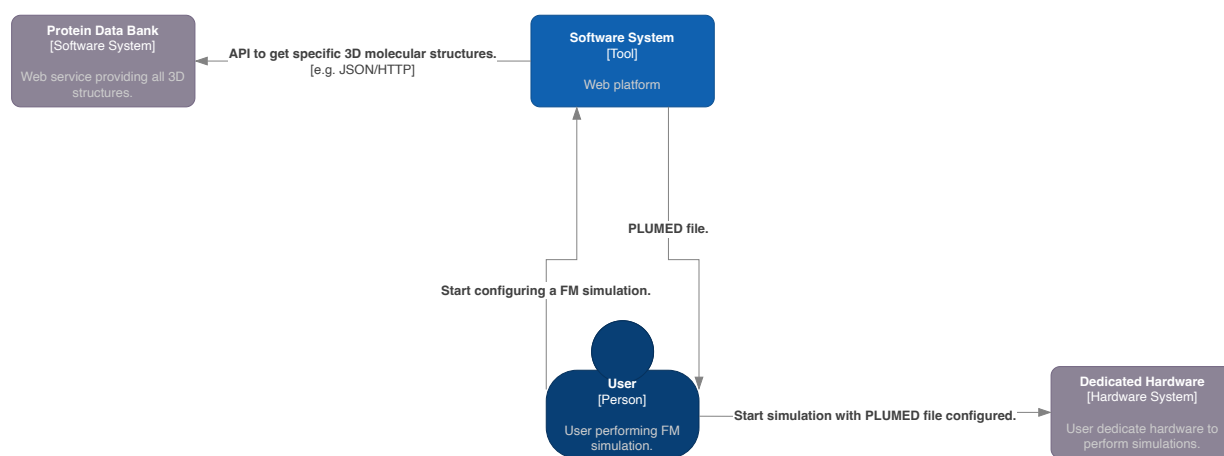 Protein Data Bank
[Software System]
Web service providing all 3D
structures.
API to get specific 3D molecular structures.
[e.g. JSON/HTTP]
Software System
[Tool]
Web platform
PLUMED file.
Start configuring a FM simulation.
User
[Person]
User performing FM
simulation.
Start simulation with PLUMED file configured.
Dedicated Hardware
[Hardware System]
User dedicate hardware to
perform simulations.